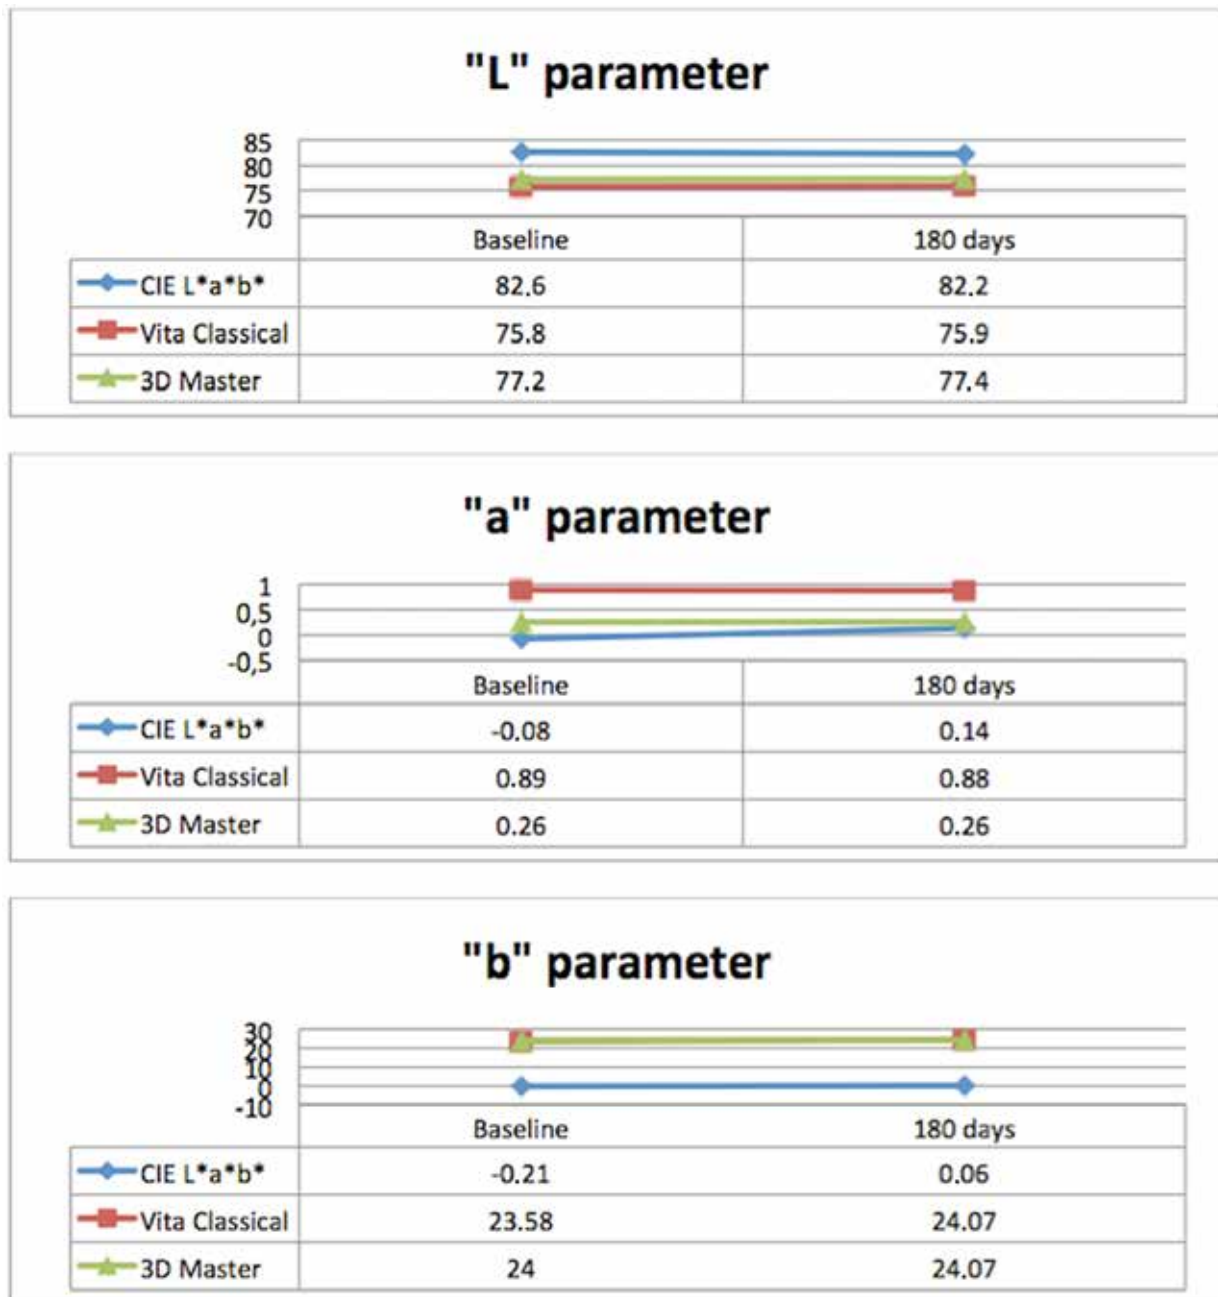 "L" parameter
85
80
75
70
Baseline 180 days
CIE L*a*b* 82.6 82.2
Vita Classical 75.8 75.9
3D Master 77.2 77.4
"a" parameter
1
0,5
0
-0,5
Baseline 180 days
CIE L*a*b* -0.08 0.14
Vita Classical 0.89 0.88
3D Master 0.26 0.26
"b" parameter
30
20
10
0
-10
Baseline 180 days
CIE L*a*b* -0.21 0.06
Vita Classical 23.58 24.07
3D Master 24 24.07